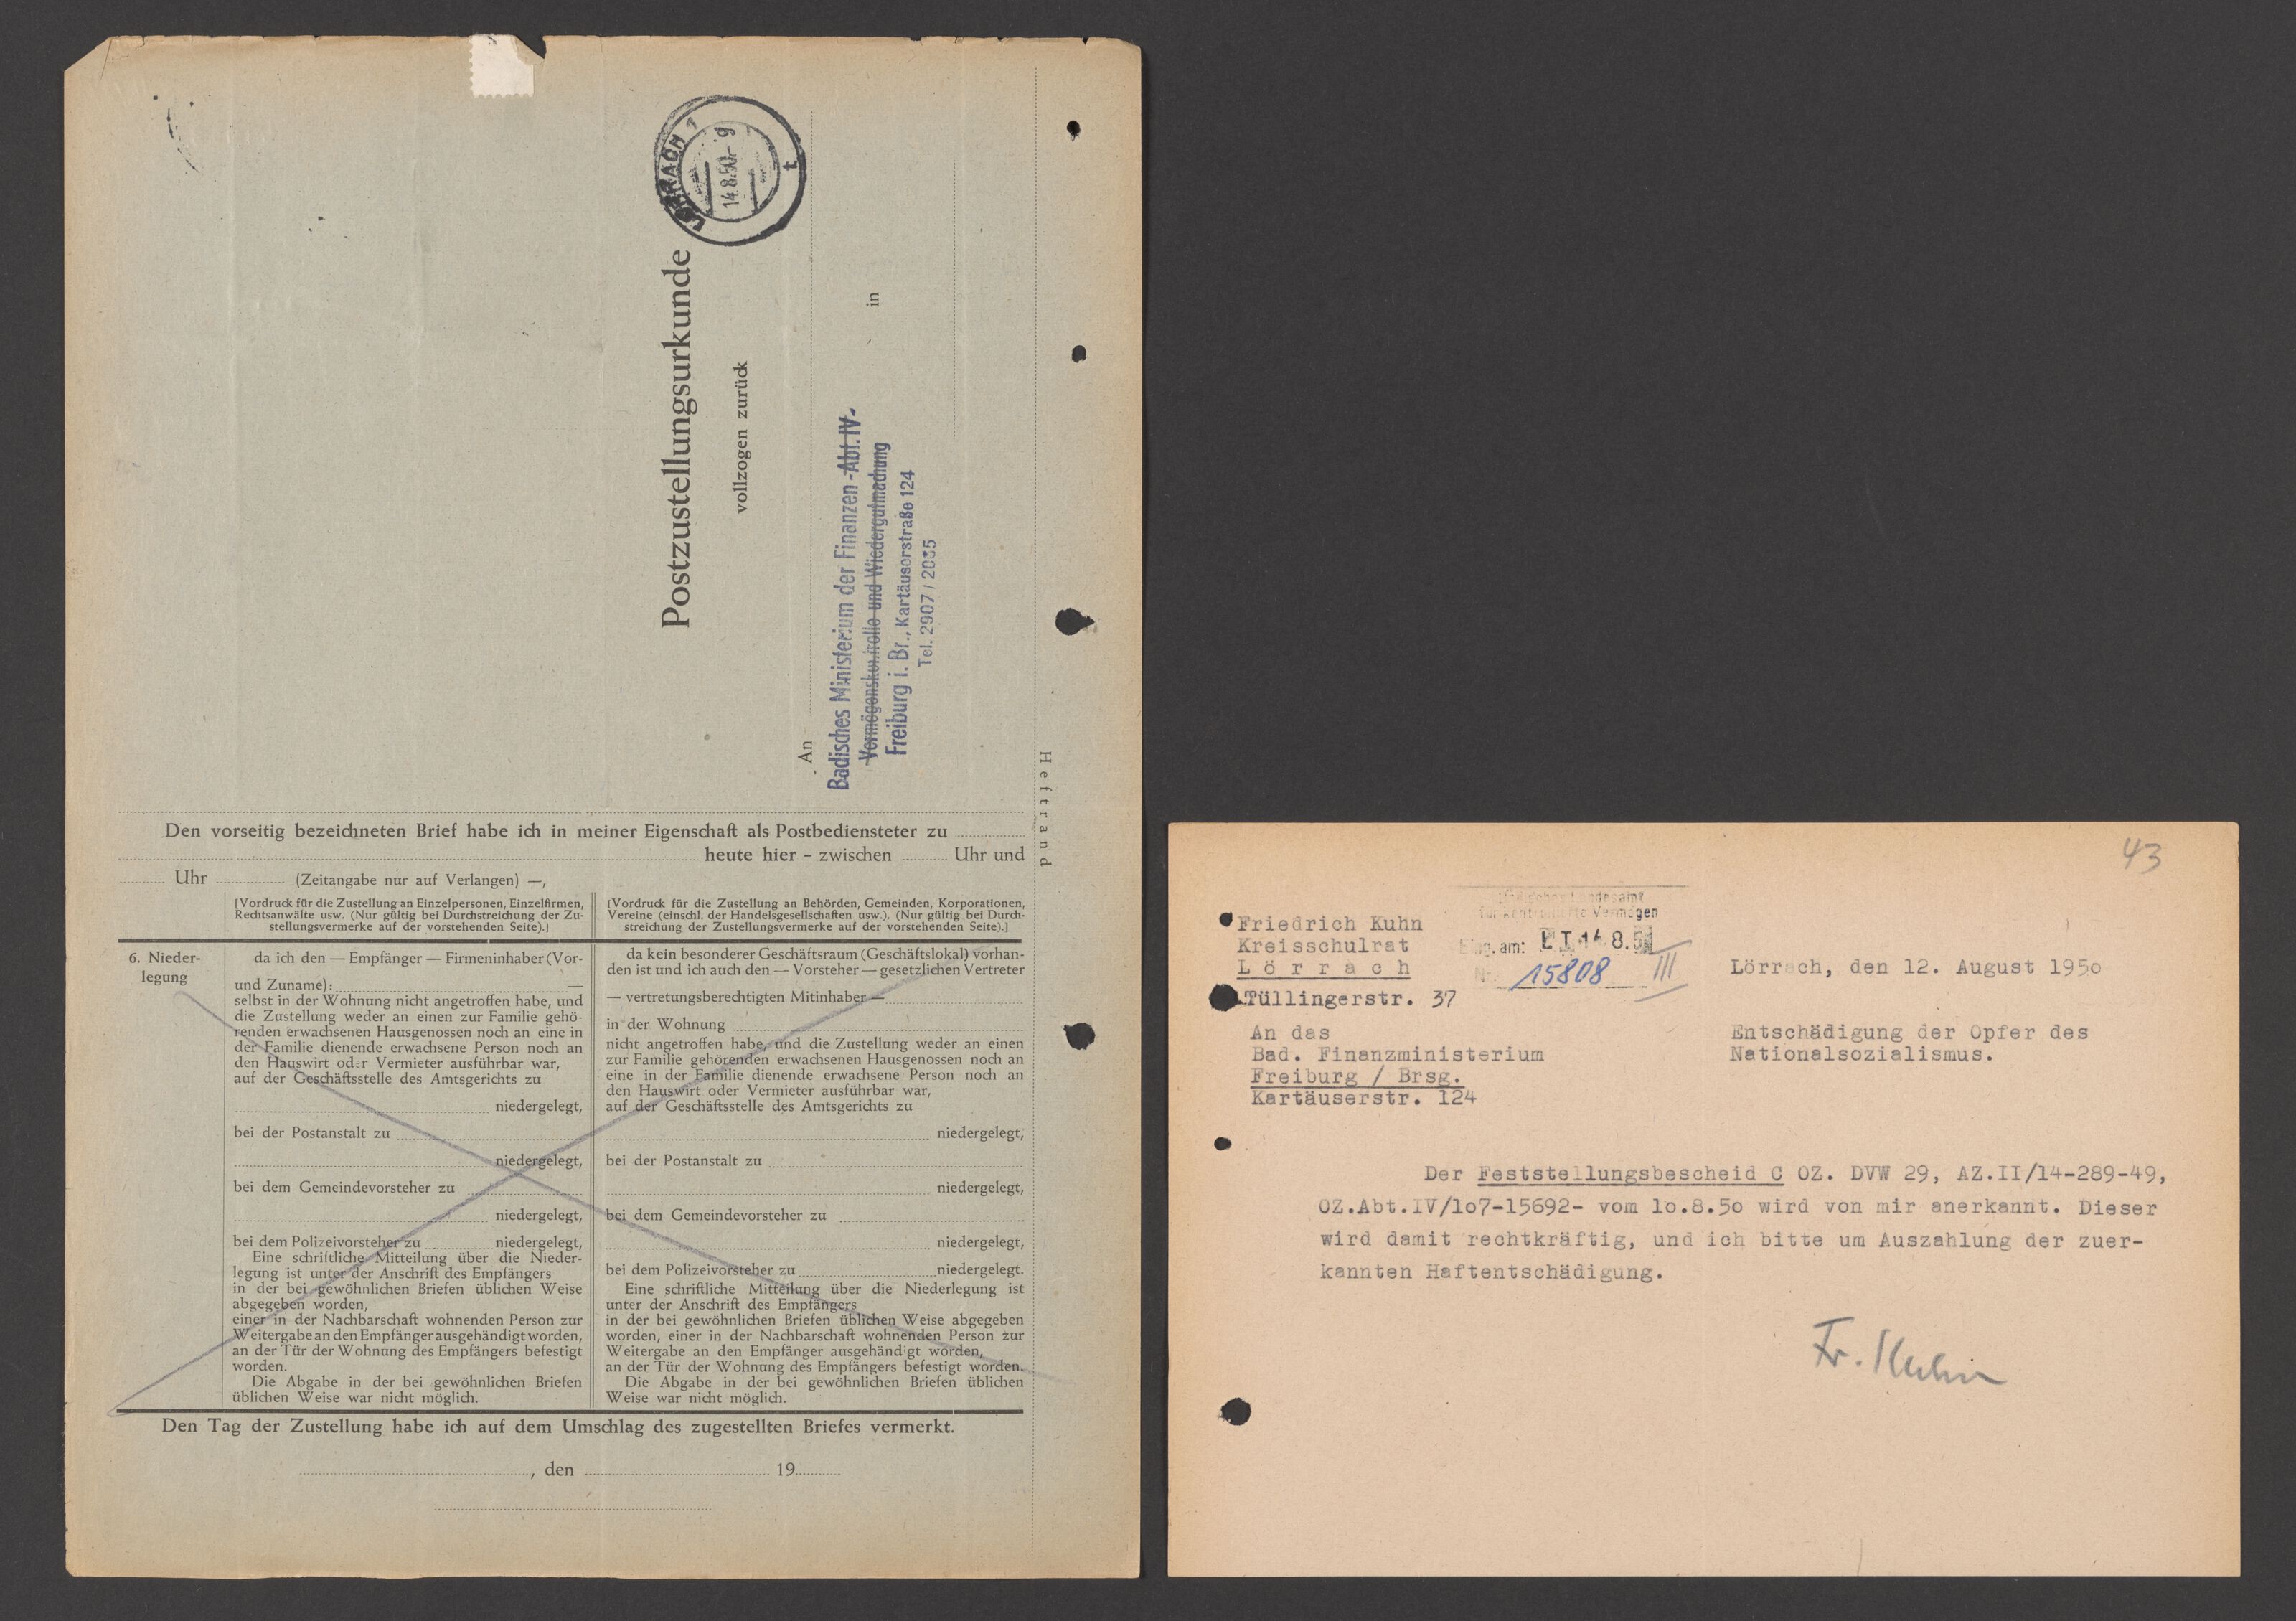 Postzustellungsurkunde
vollzogen zurück
LÖRRACH 1
14.8.50.- 9
t
An
Badisches Ministerium der Finanzen -Abt. IV-
Vermögenskontrolle und Wiedergutmachung
Freiburg i. Br., Kartäuserstraße 124
Tel. 2907 / 2085
in
Heftrand
Den vorseitig bezeichneten Brief habe ich in meiner Eigenschaft als Postbediensteter zu
heute hier – zwischen Uhr und
Uhr (Zeitangabe nur auf Verlangen) —,
[Vordruck für die Zustellung an Einzelpersonen, Einzelfirmen,
Rechtsanwälte usw. (Nur gültig bei Durchstreichung der Zu-
stellungsvermerke auf der vorstehenden Seite).]
[Vordruck für die Zustellung an Behörden, Gemeinden, Korporationen,
Vereine (einschl. der Handelsgesellschaften usw.). (Nur gültig bei Durch-
streichung der Zustellungsvermerke auf der vorstehenden Seite).]
6. Nieder-
legung
da ich den — Empfänger — Firmeninhaber (Vor-
und Zuname): —
selbst in der Wohnung nicht angetroffen habe, und
die Zustellung weder an einen zur Familie gehö-
renden erwachsenen Hausgenossen noch an eine in
der Familie dienende erwachsene Person noch an
den Hauswirt oder Vermieter ausführbar war,
auf der Geschäftsstelle des Amtsgerichts zu
niedergelegt,
bei der Postanstalt zu
niedergelegt,
bei dem Gemeindevorsteher zu
niedergelegt,
bei dem Polizeivorsteher zu niedergelegt,
Eine schriftliche Mitteilung über die Nieder-
legung ist unter der Anschrift des Empfängers
in der bei gewöhnlichen Briefen üblichen Weise
abgegeben worden,
einer in der Nachbarschaft wohnenden Person zur
Weitergabe an den Empfänger ausgehändigt worden,
an der Tür der Wohnung des Empfängers befestigt
worden.
Die Abgabe in der bei gewöhnlichen Briefen
üblichen Weise war nicht möglich.
da kein besonderer Geschäftsraum (Geschäftslokal) vorhan-
den ist und ich auch den — Vorsteher — gesetzlichen Vertreter
— vertretungsberechtigten Mitinhaber —
in der Wohnung
nicht angetroffen habe, und die Zustellung weder an einen
zur Familie gehörenden erwachsenen Hausgenossen noch an
eine in der Familie dienende erwachsene Person noch an
den Hauswirt oder Vermieter ausführbar war,
auf der Geschäftsstelle des Amtsgerichts zu
niedergelegt,
bei der Postanstalt zu
niedergelegt,
bei dem Gemeindevorsteher zu
niedergelegt,
bei dem Polizeivorsteher zu niedergelegt.
Eine schriftliche Mitteilung über die Niederlegung ist
unter der Anschrift des Empfängers
in der bei gewöhnlichen Briefen üblichen Weise abgegeben
worden, einer in der Nachbarschaft wohnenden Person zur
Weitergabe an den Empfänger ausgehändigt worden,
an der Tür der Wohnung des Empfängers befestigt worden.
Die Abgabe in der bei gewöhnlichen Briefen üblichen
Weise war nicht möglich.
Den Tag der Zustellung habe ich auf dem Umschlag des zugestellten Briefes vermerkt.
, den 19
43
Badisches Landesamt
für kontrollierte Vermögen
Eing. am: 14.8.50
Nr. 15808 III
Friedrich Kuhn
Kreisschulrat
Lörrach
Tüllingerstr. 37
Lörrach, den 12. August 195o
An das
Bad. Finanzministerium
Freiburg / Brsg.
Kartäuserstr. 124
Entschädigung der Opfer des
Nationalsozialismus.
Der Feststellungsbescheid C OZ. DVW 29, AZ.II/14-289-49,
OZ.Abt.IV/1o7-15692- vom 1o.8.5o wird von mir anerkannt. Dieser
wird damit rechtkräftig, und ich bitte um Auszahlung der zuer-
kannten Haftentschädigung.
Fr. Kuhn